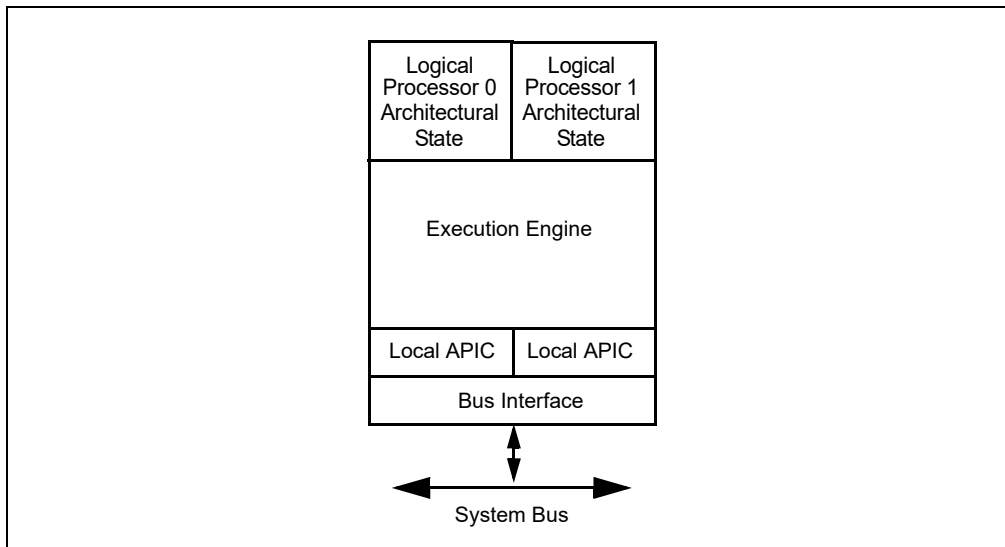 Logical
Processor 0
Architectural
State
Logical
Processor 1
Architectural
State
Execution Engine
Local APIC
Local APIC
Bus Interface
System Bus